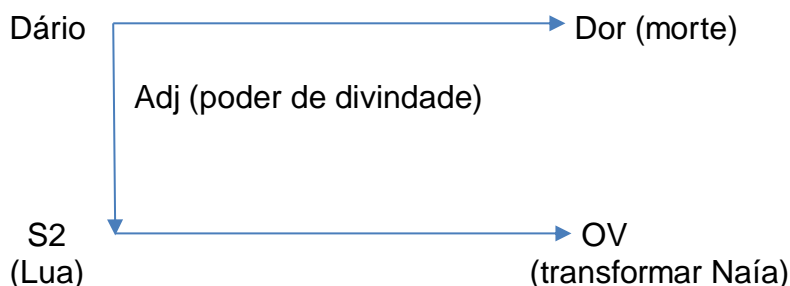 Dário Dor (morte)
Adj (poder de divindade)
S2 OV
(Lua) (transformar Naía)